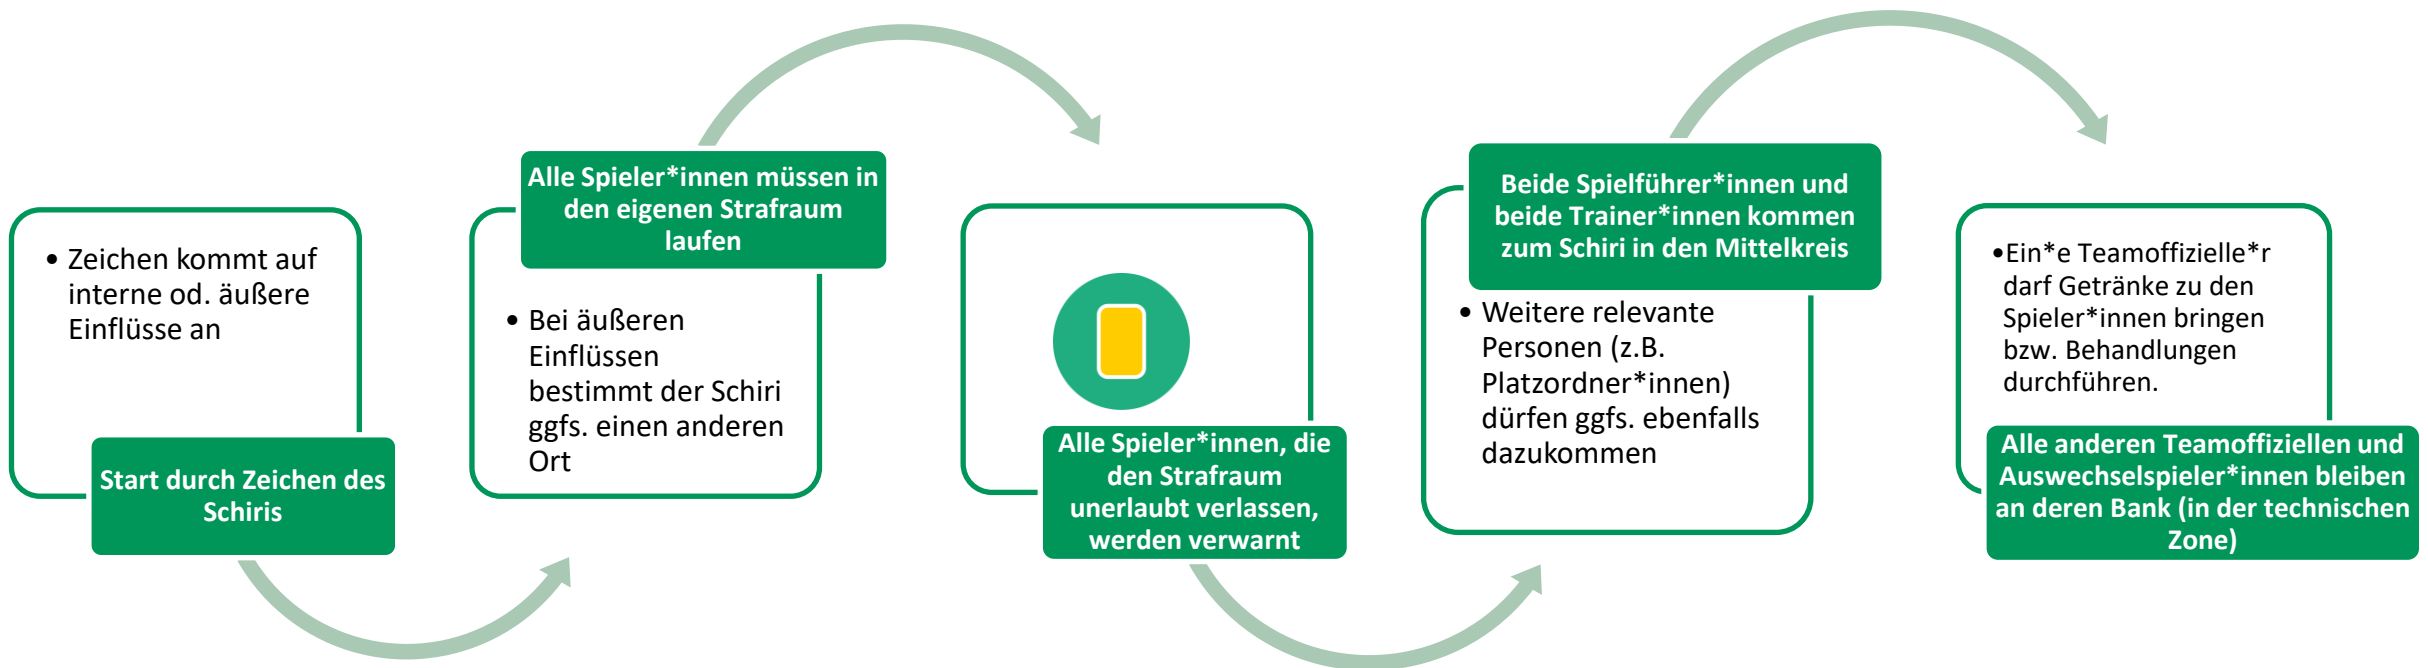 • Zeichen kommt auf
interne od. äußere
Einflüsse an
Start durch Zeichen des
Schiris
Alle Spieler*innen müssen in
den eigenen Strafraum
laufen
• Bei äußeren
Einflüssen
bestimmt der Schiri
ggfs. einen anderen
Ort
Alle Spieler*innen, die
den Strafraum
unerlaubt verlassen,
werden verwarnt
Beide Spielführer*innen und
beide Trainer*innen kommen
zum Schiri in den Mittelkreis
• Weitere relevante
Personen (z.B.
Platzordner*innen)
dürfen ggfs. ebenfalls
dazukommen
•Ein*e Teamoffizielle*r
darf Getränke zu den
Spieler*innen bringen
bzw. Behandlungen
durchführen.
Alle anderen Teamoffiziellen und
Auswechselspieler*innen bleiben
an deren Bank (in der technischen
Zone)